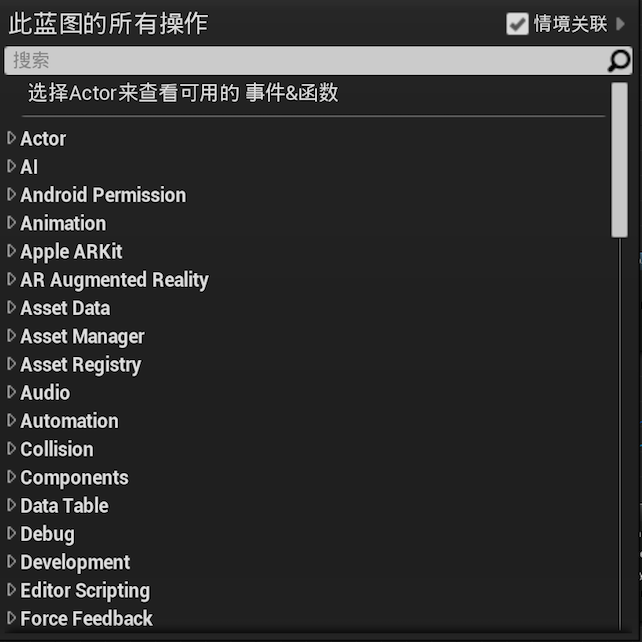 此蓝图的所有操作 情境关联
搜索
选择Actor来查看可用的 事件&函数
Actor
AI
Android Permission
Animation
Apple ARKit
AR Augmented Reality
Asset Data
Asset Manager
Asset Registry
Audio
Automation
Collision
Components
Data Table
Debug
Development
Editor Scripting
Force Feedback